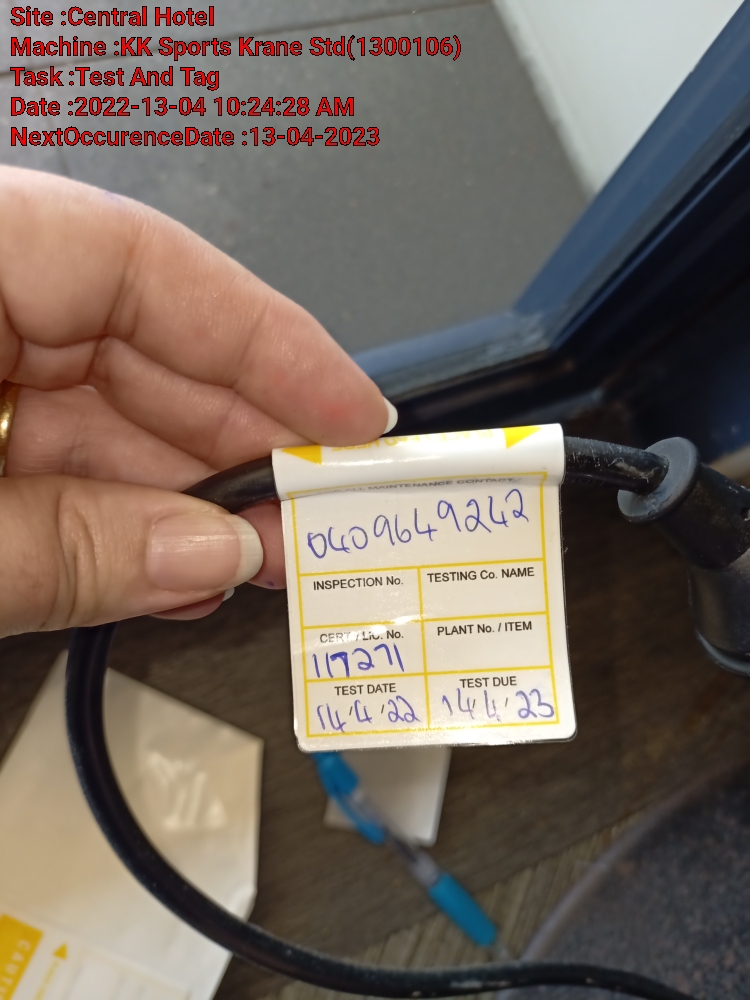 Site :Central Hotel
Machine :KK Sports Krane Std(1300106)
Task :Test And Tag
Date :2022-13-04 10:24:28 AM
NextOccurenceDate :13-04-2023
MAINTENANCE CONTACT
0409649242
INSPECTION No.
TESTING Co. NAME
CERT / LIC. No.
PLANT No. / ITEM
117271
TEST DATE
TEST DUE
14'4'22
14'4'23
CAUTI